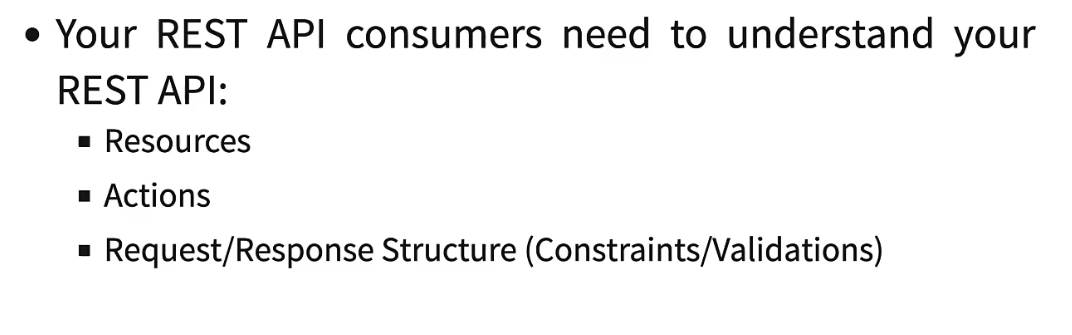 • Your REST API consumers need to understand your
REST API:
▪ Resources
▪ Actions
▪ Request/Response Structure (Constraints/Validations)